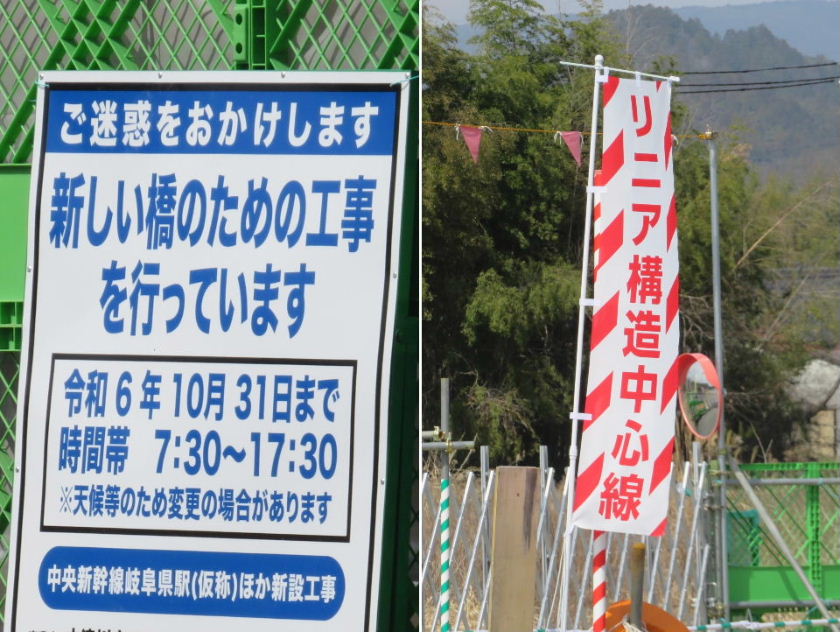 ご迷惑をおかけします
新しい橋のための工事
を行っています
令和 6 年 10月 31日まで
時間帯 7:30～17:30
※天候等のため変更の場合があります
中央新幹線岐阜県駅(仮称)ほか新設工事
リニア構造中心線